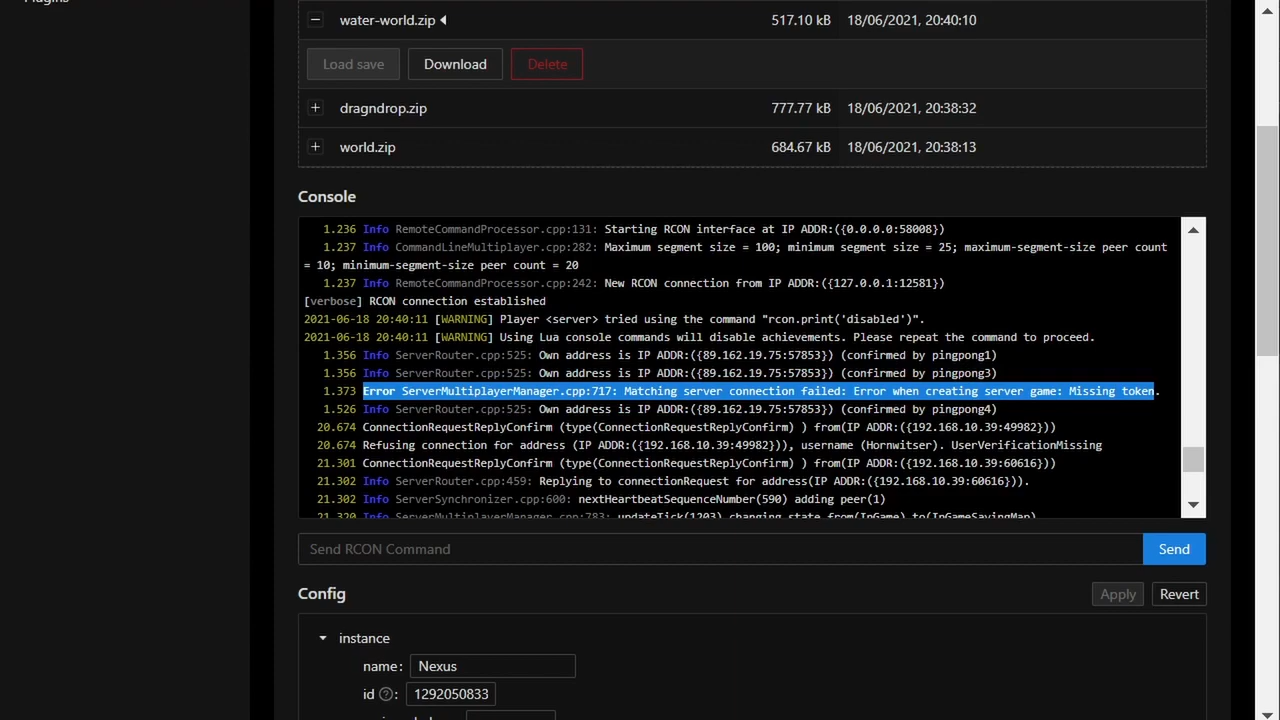 Plugins
water-world.zip 517.10 kB 18/06/2021, 20:40:10
Load save Download Delete
dragndrop.zip 777.77 kB 18/06/2021, 20:38:32
world.zip 684.67 kB 18/06/2021, 20:38:13
Console
1.236 Info RemoteCommandProcessor.cpp:131: Starting RCON interface at IP ADDR:({0.0.0.0:58008})
1.237 Info CommandLineMultiplayer.cpp:282: Maximum segment size = 100; minimum segment size = 25; maximum-segment-size peer count
= 10; minimum-segment-size peer count = 20
1.237 Info RemoteCommandProcessor.cpp:242: New RCON connection from IP ADDR:({127.0.0.1:12581})
[verbose] RCON connection established
2021-06-18 20:40:11 [WARNING] Player <server> tried using the command "rcon.print('disabled')".
2021-06-18 20:40:11 [WARNING] Using Lua console commands will disable achievements. Please repeat the command to proceed.
1.356 Info ServerRouter.cpp:525: Own address is IP ADDR:({89.162.19.75:57853}) (confirmed by pingpong1)
1.356 Info ServerRouter.cpp:525: Own address is IP ADDR:({89.162.19.75:57853}) (confirmed by pingpong3)
1.373 Error ServerMultiplayerManager.cpp:717: Matching server connection failed: Error when creating server game: Missing token.
1.526 Info ServerRouter.cpp:525: Own address is IP ADDR:({89.162.19.75:57853}) (confirmed by pingpong4)
20.674 ConnectionRequestReplyConfirm (type(ConnectionRequestReplyConfirm) ) from(IP ADDR:({192.168.10.39:49982}))
20.674 Refusing connection for address (IP ADDR:({192.168.10.39:49982})), username (Hornwitser). UserVerificationMissing
21.301 ConnectionRequestReplyConfirm (type(ConnectionRequestReplyConfirm) ) from(IP ADDR:({192.168.10.39:60616}))
21.302 Info ServerRouter.cpp:459: Replying to connectionRequest for address(IP ADDR:({192.168.10.39:60616})).
21.302 Info ServerSynchronizer.cpp:600: nextHeartbeatSequenceNumber(590) adding peer(1)
21.320 Info ServerMultiplayerManager.cpp:783: updateTick(1203) changing state from(InGame) to(InGameSavingMap)
Send RCON Command Send
Config Apply Revert
instance
name: Nexus
id ?: 1292050833